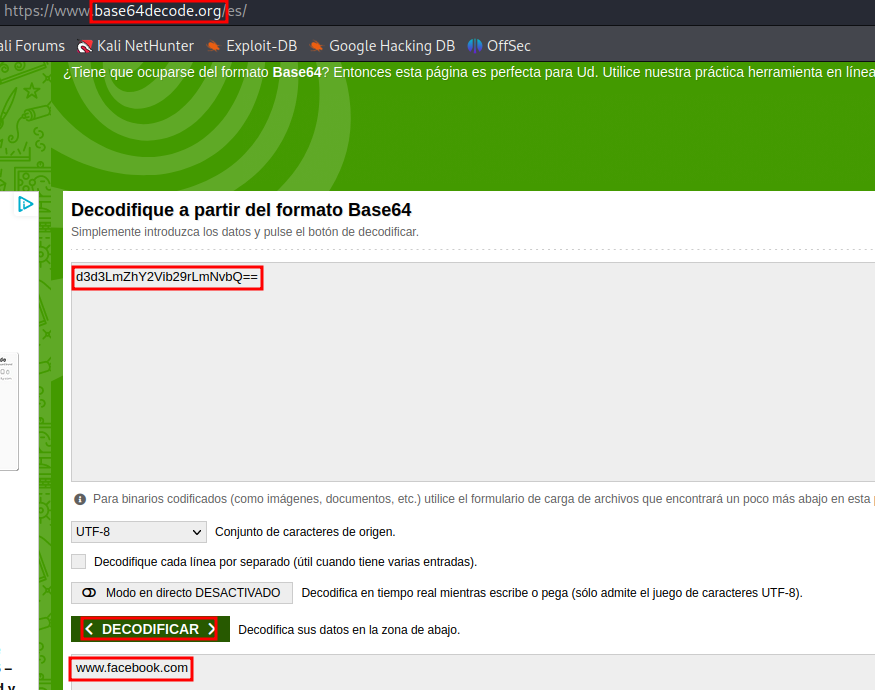 https://www.base64decode.org/es/
ali Forums Kali NetHunter Exploit-DB Google Hacking DB OffSec
¿Tiene que ocuparse del formato Base64? Entonces esta página es perfecta para Ud. Utilice nuestra práctica herramienta en línea
Decodifique a partir del formato Base64
Simplemente introduzca los datos y pulse el botón de decodificar.
d3d3LmZhY2Vib29rLmNvbQ==
Para binarios codificados (como imágenes, documentos, etc.) utilice el formulario de carga de archivos que encontrará un poco más abajo en esta
UTF-8 Conjunto de caracteres de origen.
Decodifique cada línea por separado (útil cuando tiene varias entradas).
Modo en directo DESACTIVADO Decodifica en tiempo real mientras escribe o pega (sólo admite el juego de caracteres UTF-8).
< DECODIFICAR > Decodifica sus datos en la zona de abajo.
www.facebook.com